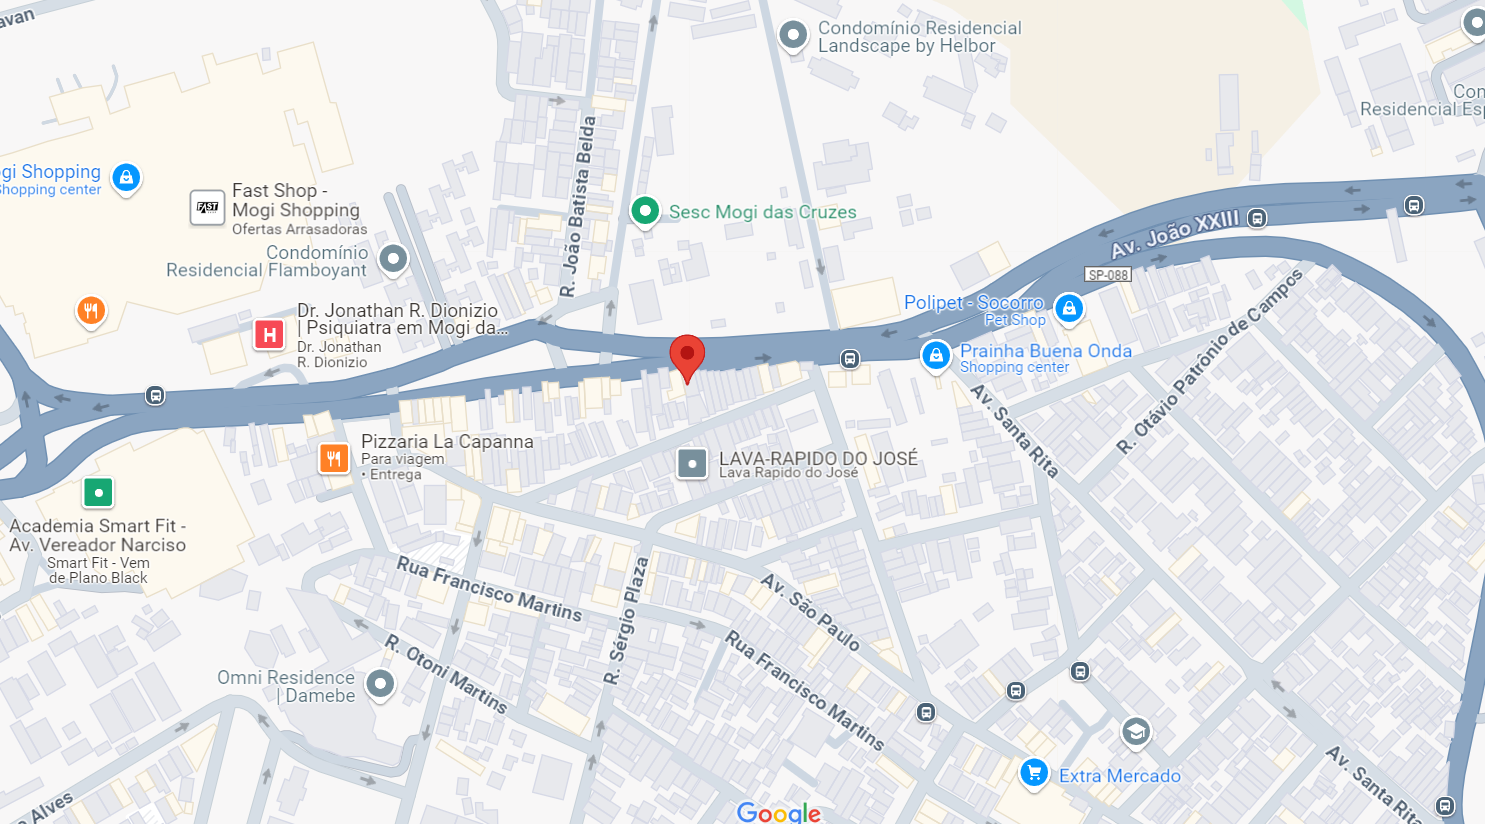 avan
Condomínio Residencial
Landscape by Helbor
Con
Residencial Esp
R. João Batista Belda
gi Shopping
Shopping center
FAST
Fast Shop -
Mogi Shopping
Ofertas Arrasadoras
Sesc Mogi das Cruzes
Condomínio
Residencial Flamboyant
Av. João XXIII
SP-088
Dr. Jonathan R. Dionizio
| Psiquiatra em Mogi da...
Dr. Jonathan
R. Dionizio
H
Polipet - Socorro
Pet Shop
Prainha Buena Onda
Shopping center
R. Otávio Patrônio de Campos
Av. Santa Rita
Pizzaria La Capanna
Para viagem
• Entrega
LAVA-RAPIDO DO JOSÉ
Lava Rapido do José
Academia Smart Fit -
Av. Vereador Narciso
Smart Fit - Vem
de Plano Black
Rua Francisco Martins
R. Sérgio Plaza
Av. São Paulo
R. Otoni Martins
Rua Francisco Martins
Omni Residence
| Damebe
Extra Mercado
Av. Santa Rita
o Alves
Google